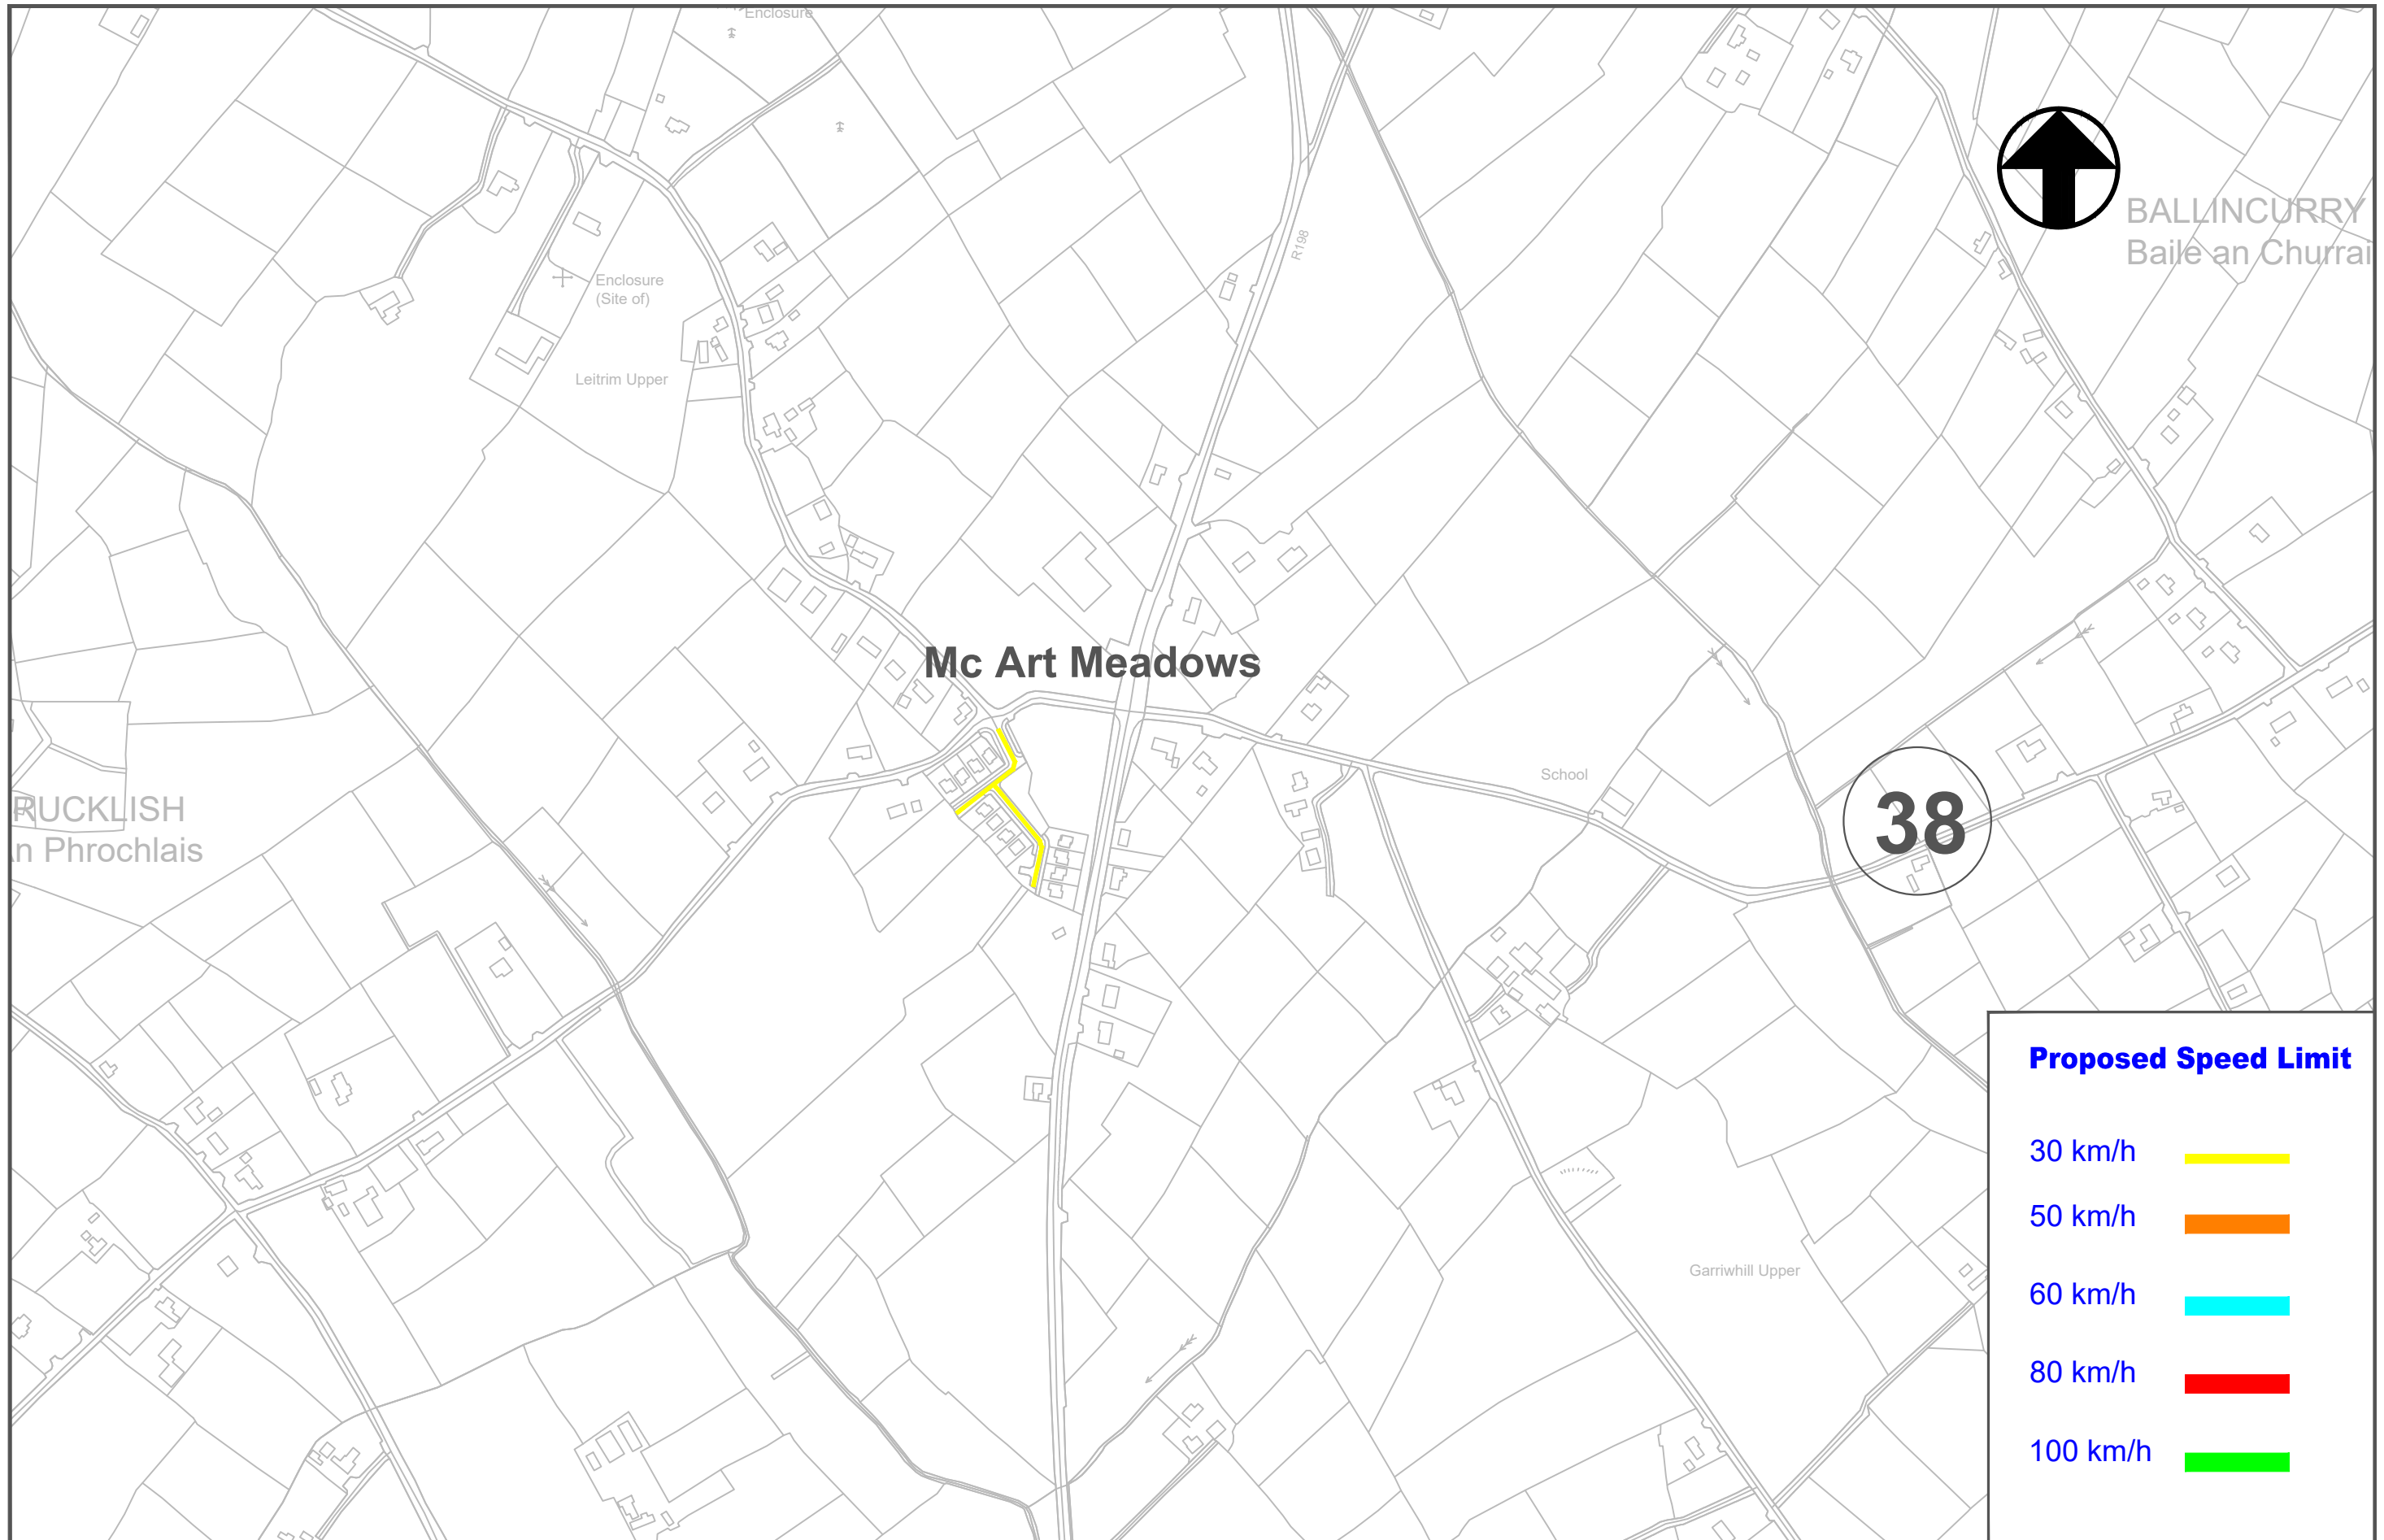 Enclosure
BALLINCURRY
Baile an Churrai
R198
Enclosure
(Site of)
Leitrim Upper
Mc Art Meadows
School
RUCKLISH
n Phrochlais
38
Garriwhill Upper
Proposed Speed Limit
30 km/h
50 km/h
60 km/h
80 km/h
100 km/h